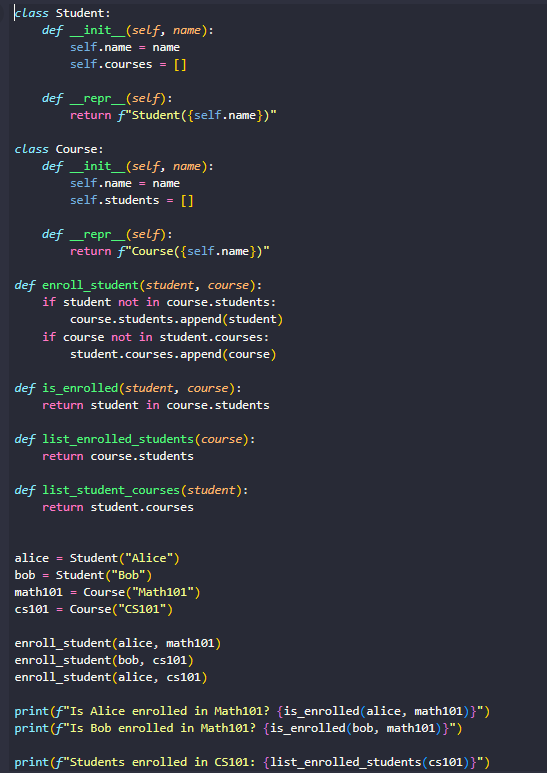 class Student:
    def __init__(self, name):
        self.name = name
        self.courses = []

    def __repr__(self):
        return f"Student({self.name})"

class Course:
    def __init__(self, name):
        self.name = name
        self.students = []

    def __repr__(self):
        return f"Course({self.name})"

def enroll_student(student, course):
    if student not in course.students:
        course.students.append(student)
    if course not in student.courses:
        student.courses.append(course)

def is_enrolled(student, course):
    return student in course.students

def list_enrolled_students(course):
    return course.students

def list_student_courses(student):
    return student.courses


alice = Student("Alice")
bob = Student("Bob")
math101 = Course("Math101")
cs101 = Course("CS101")

enroll_student(alice, math101)
enroll_student(bob, cs101)
enroll_student(alice, cs101)

print(f"Is Alice enrolled in Math101? {is_enrolled(alice, math101)}")
print(f"Is Bob enrolled in Math101? {is_enrolled(bob, math101)}")

print(f"Students enrolled in CS101: {list_enrolled_students(cs101)}")